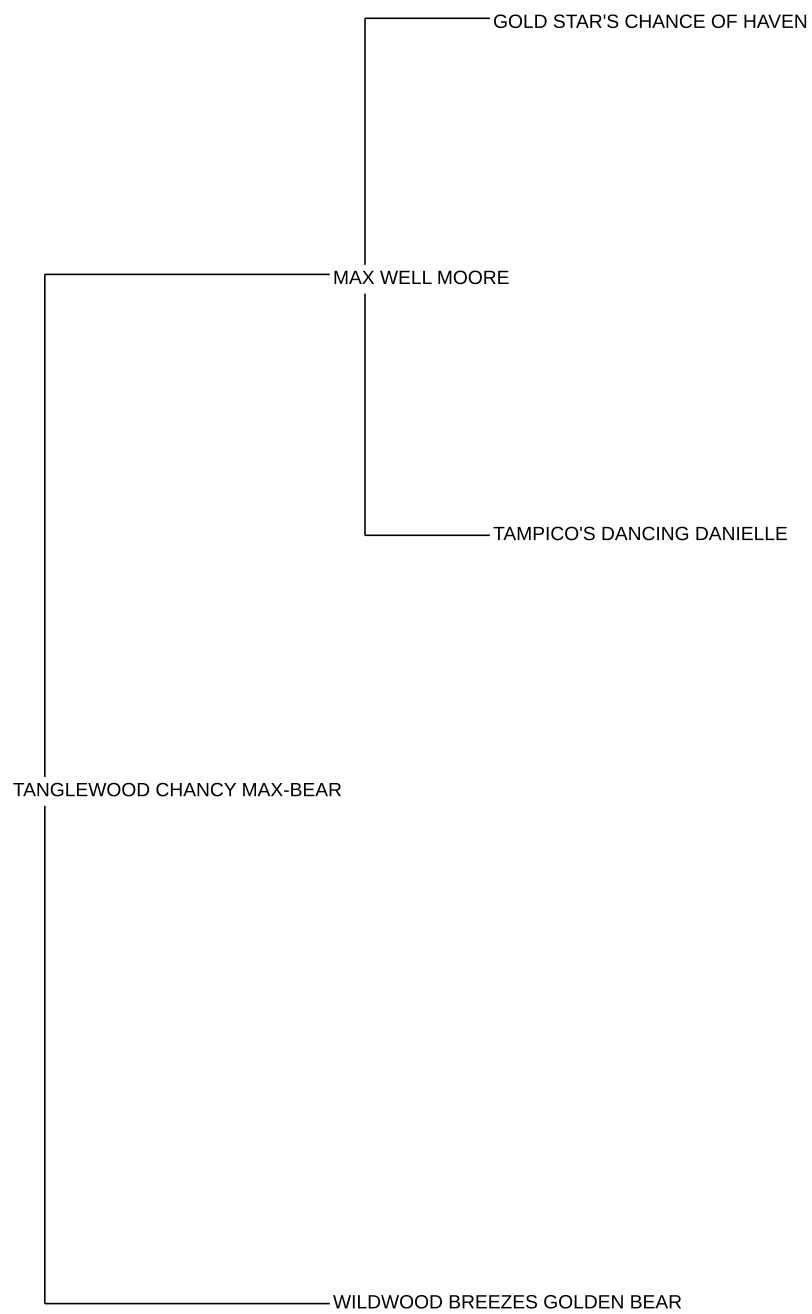 GOLD STAR'S CHANCE OF HAVEN
MAX WELL MOORE
TAMPICO'S DANCING DANIELLE
TANGLEWOOD CHANCY MAX-BEAR
WILDWOOD BREEZES GOLDEN BEAR